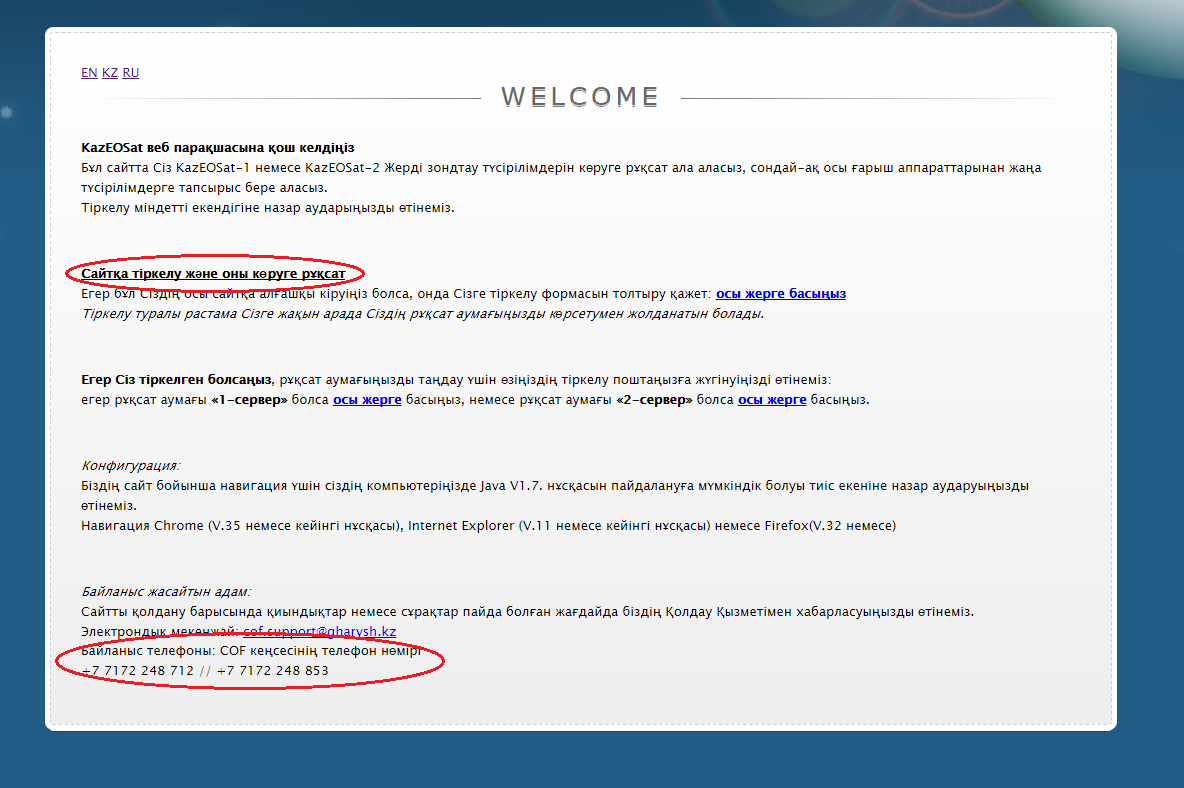 EN KZ RU
WELCOME
KazEOSat веб парақшасына қош келдіңіз
Бұл сайтта Сіз KazEOSat-1 немесе KazEOSat-2 Жерді зондтау түсірілімдерін көруге рұқсат ала аласыз, сондай-ақ осы ғарыш аппараттарынан жаңа
түсірілімдерге тапсырыс бере аласыз.
Тіркелу міндетті екендігіне назар аударыңызды өтінеміз.
Сайтқа тіркелу және оны көруге рұқсат
Егер бұл Сіздің осы сайтқа алғашқы кіруіңіз болса, онда Сізге тіркелу формасын толтыру қажет: осы жерге басыңыз
Тіркелу туралы растама Сізге жақын арада Сіздің рұқсат аумағыңызды көрсетумен жолданатын болады.
Егер Сіз тіркелген болсаңыз, рұқсат аумағыңызды таңдау үшін өзіңіздің тіркелу поштаңызға жүгінуіңізді өтінеміз:
егер рұқсат аумағы «1-сервер» болса осы жерге басыңыз, немесе рұқсат аумағы «2-сервер» болса осы жерге басыңыз.
Конфигурация:
Біздің сайт бойынша навигация үшін сіздің компьютеріңізде Java V1.7. нұсқасын пайдалануға мүмкіндік болуы тиіс екеніне назар аударуыңызды
өтінеміз.
Навигация Chrome (V.35 немесе кейінгі нұсқасы), Internet Explorer (V.11 немесе кейінгі нұсқасы) немесе Firefox(V.32 немесе)
Байланыс жасайтын адам:
Сайтты қолдану барысында қиындықтар немесе сұрақтар пайда болған жағдайда біздің Қолдау Қызметімен хабарласуыңызды өтінеміз.
Электрондық мекенжай: cof.support@gharysh.kz
Байланыс телефоны: COF кеңсесінің телефон нөмірі
+7 7172 248 712 // +7 7172 248 853